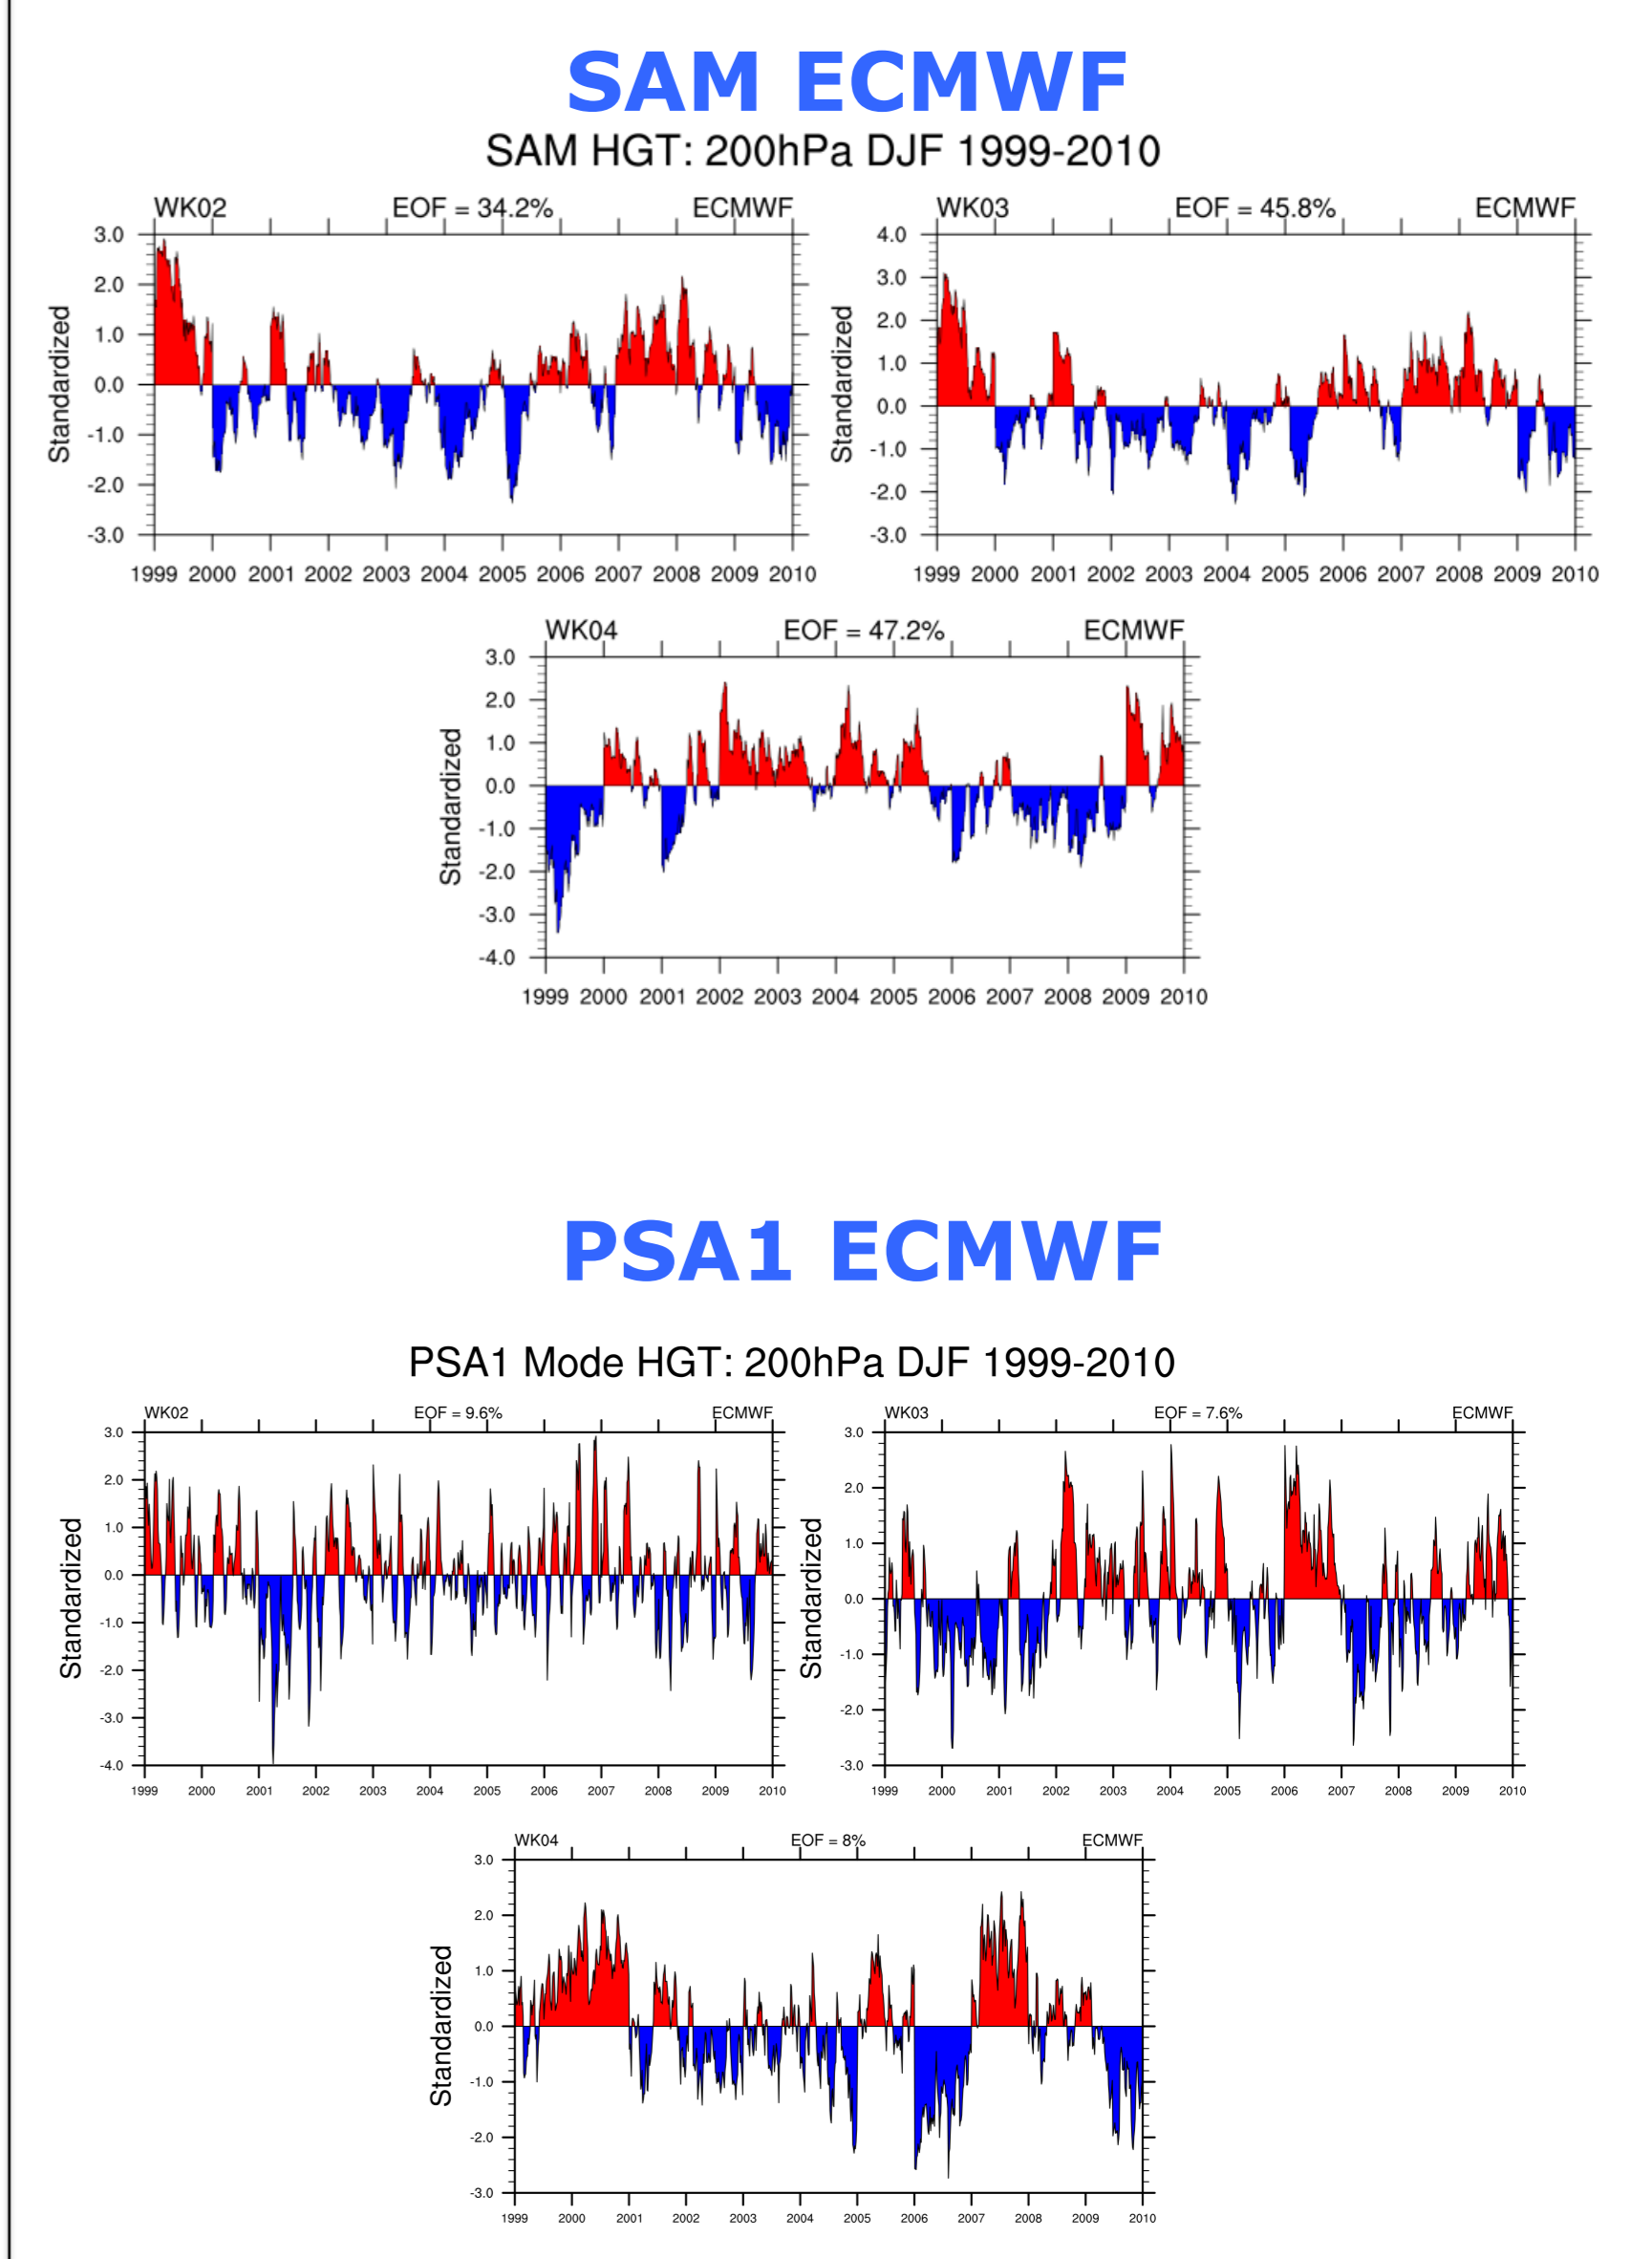 SAM ECMWF
SAM HGT: 200hPa DJF 1999-2010
WK02 EOF = 34.2% ECMWF
3.0
2.0
1.0
0.0
-1.0
-2.0
-3.0
Standardized
1999 2000 2001 2002 2003 2004 2005 2006 2007 2008 2009 2010
WK03 EOF = 45.8% ECMWF
4.0
3.0
2.0
1.0
0.0
-1.0
-2.0
-3.0
Standardized
1999 2000 2001 2002 2003 2004 2005 2006 2007 2008 2009 2010
WK04 EOF = 47.2% ECMWF
3.0
2.0
1.0
0.0
-1.0
-2.0
-3.0
-4.0
Standardized
1999 2000 2001 2002 2003 2004 2005 2006 2007 2008 2009 2010
PSA1 ECMWF
PSA1 Mode HGT: 200hPa DJF 1999-2010
WK02 EOF = 9.6% ECMWF
3.0
2.0
1.0
0.0
-1.0
-2.0
-3.0
-4.0
Standardized
1999 2000 2001 2002 2003 2004 2005 2006 2007 2008 2009 2010
WK03 EOF = 7.6% ECMWF
3.0
2.0
1.0
0.0
-1.0
-2.0
-3.0
Standardized
1999 2000 2001 2002 2003 2004 2005 2006 2007 2008 2009 2010
WK04 EOF = 8% ECMWF
3.0
2.0
1.0
0.0
-1.0
-2.0
-3.0
Standardized
1999 2000 2001 2002 2003 2004 2005 2006 2007 2008 2009 2010